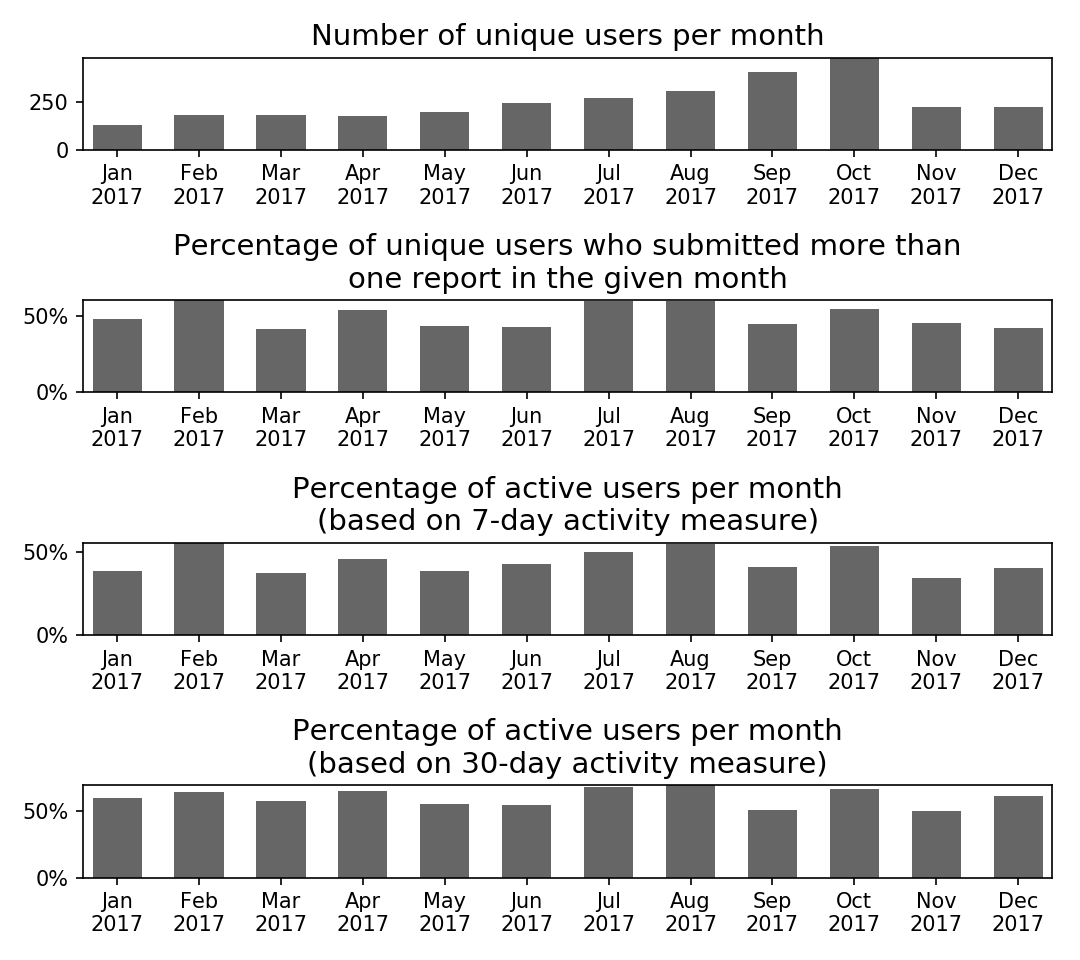 Number of unique users per month
250
0
Jan Feb Mar Apr May Jun Jul Aug Sep Oct Nov Dec
2017 2017 2017 2017 2017 2017 2017 2017 2017 2017 2017 2017
Percentage of unique users who submitted more than
one report in the given month
50%
0%
Jan Feb Mar Apr May Jun Jul Aug Sep Oct Nov Dec
2017 2017 2017 2017 2017 2017 2017 2017 2017 2017 2017 2017
Percentage of active users per month
(based on 7-day activity measure)
50%
0%
Jan Feb Mar Apr May Jun Jul Aug Sep Oct Nov Dec
2017 2017 2017 2017 2017 2017 2017 2017 2017 2017 2017 2017
Percentage of active users per month
(based on 30-day activity measure)
50%
0%
Jan Feb Mar Apr May Jun Jul Aug Sep Oct Nov Dec
2017 2017 2017 2017 2017 2017 2017 2017 2017 2017 2017 2017